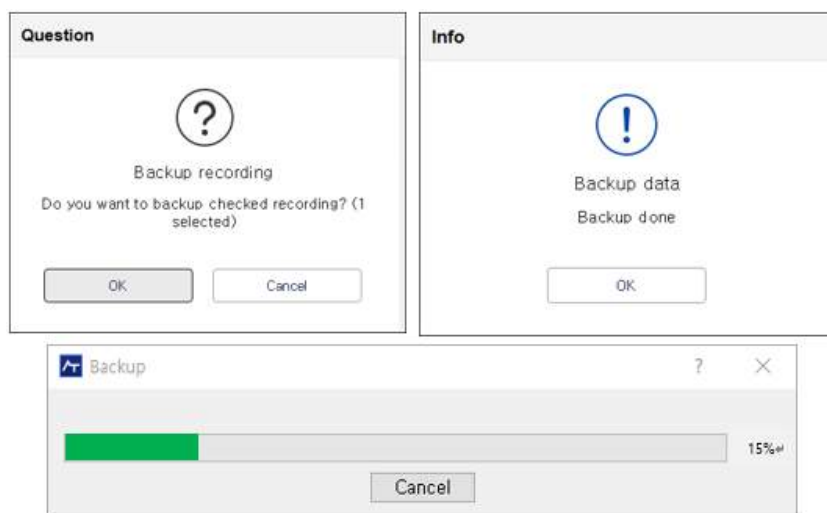 Question
?
Backup recording
Do you want to backup checked recording? (1
selected)
OK
Cancel
Info
!
Backup data
Backup done
OK
Backup
?
15%↵
Cancel